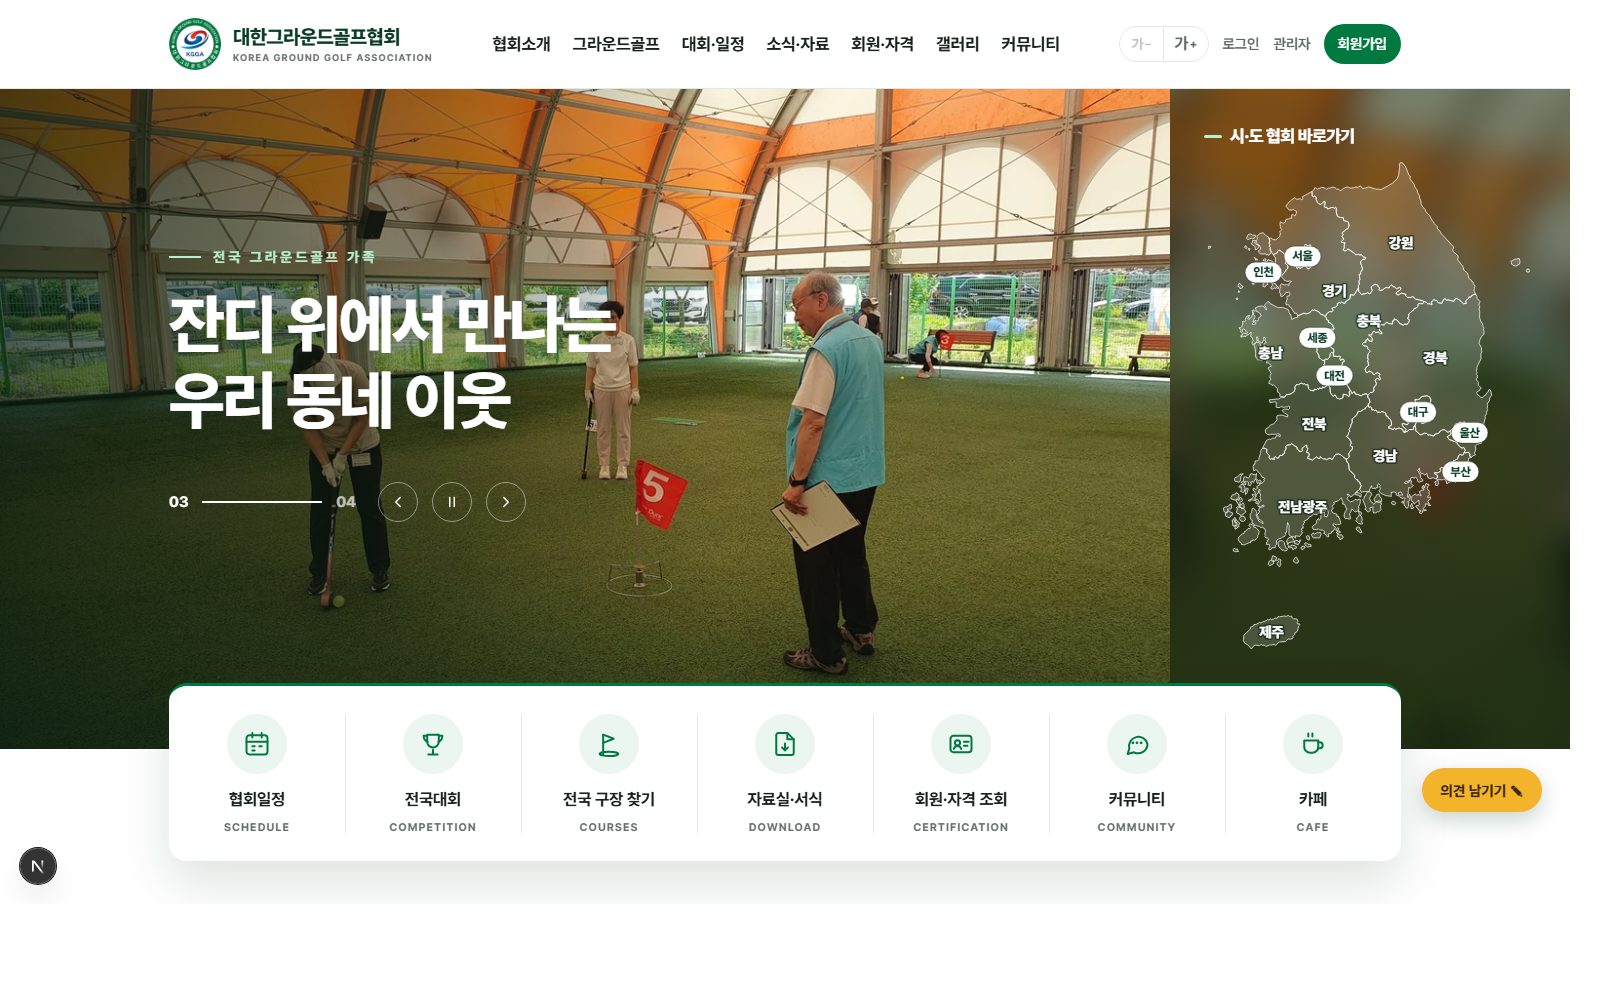 대한그라운드골프협회
KOREA GROUND GOLF ASSOCIATION
KGGA
협회소개 그라운드골프 대회·일정 소식·자료 회원·자격 갤러리 커뮤니티
가− 가+ 로그인 관리자 회원가입
시·도 협회 바로가기
전국 그라운드골프 가족
잔디 위에서 만나는
우리 동네 이웃
03 04
3
5
강원
서울
인천
경기
충북
세종
충남
경북
대전
대구
전북
울산
경남
부산
전남광주
제주
협회일정
SCHEDULE
전국대회
COMPETITION
전국 구장 찾기
COURSES
자료실·서식
DOWNLOAD
회원·자격 조회
CERTIFICATION
커뮤니티
COMMUNITY
카페
CAFE
의견 남기기
N